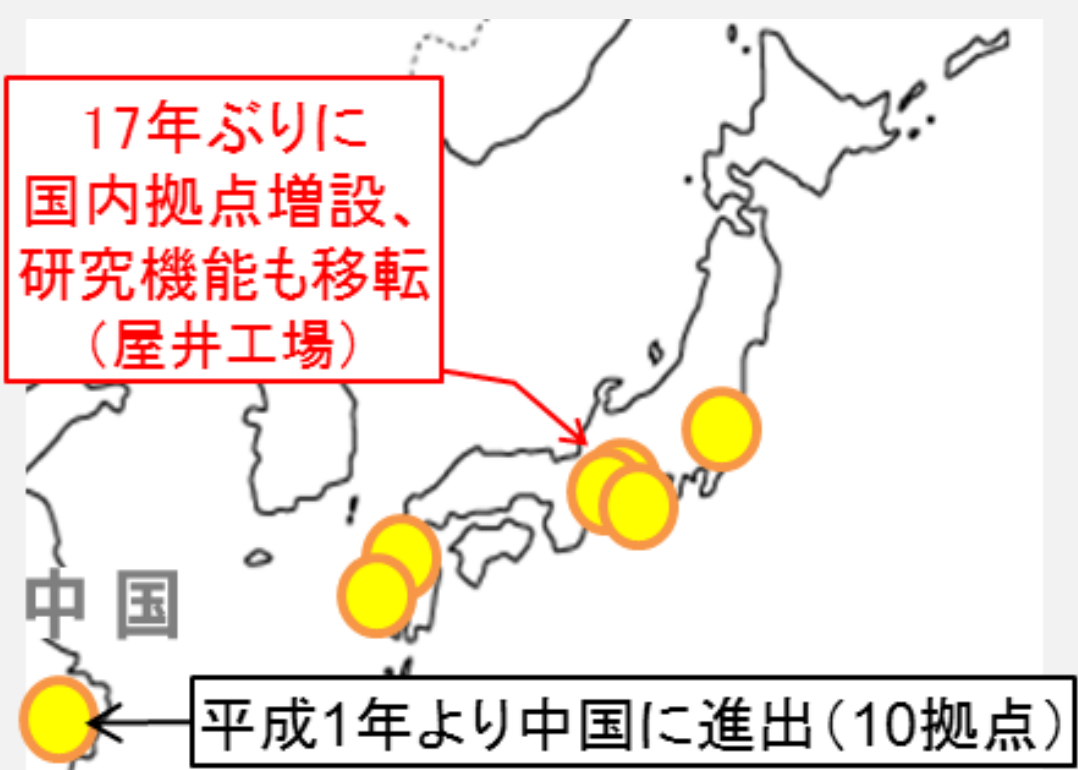 17年ぶりに
国内拠点増設、
研究機能も移転
（屋井工場）
中国
平成1年より中国に進出（10拠点）